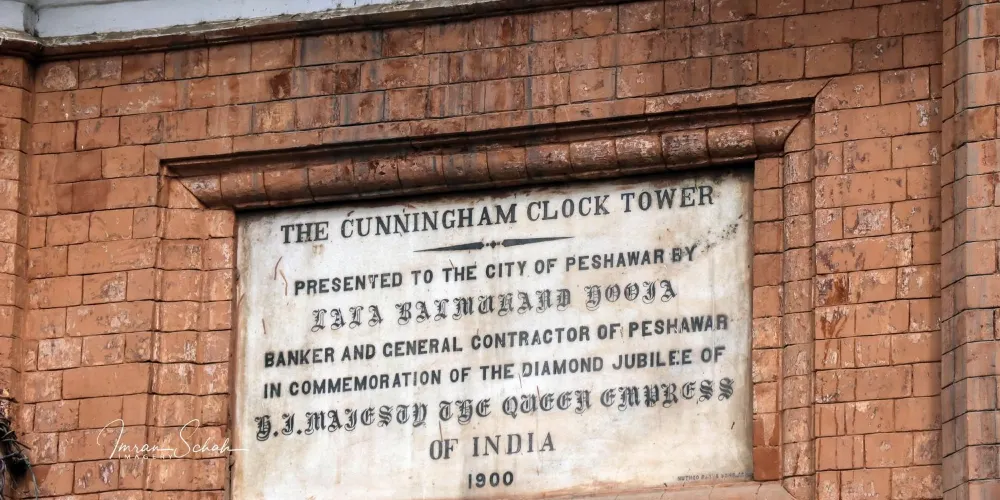 THE CUNNINGHAM CLOCK TOWER
PRESENTED TO THE CITY OF PESHAWAR BY
LALA BALMUKAND HOOJA
BANKER AND GENERAL CONTRACTOR OF PESHAWAR
IN COMMEMORATION OF THE DIAMOND JUBILEE OF
H.I.MAJESTY THE QUEEN EMPRESS
OF INDIA
1900
Imran Schah